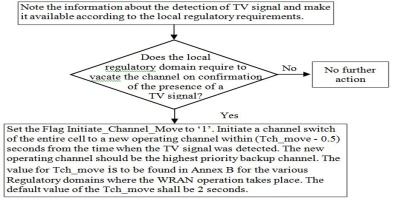 Note the information about the detection of TV signal and make
it available according to the local regulatory requirements.
Does the local
regulatory domain require to
vacate the channel on confirmation
of the presence of a
TV signal?
No
No further
action
Yes
Set the Flag Initiate_Channel_Move to ‘1’. Initiate a channel switch
of the entire cell to a new operating channel within (Tch_move - 0.5)
seconds from the time when the TV signal was detected. The new
operating channel should be the highest priority backup channel. The
value for Tch_move is to be found in Annex B for the various
Regulatory domains where the WRAN operation takes place. The
default value of the Tch_move shall be 2 seconds.